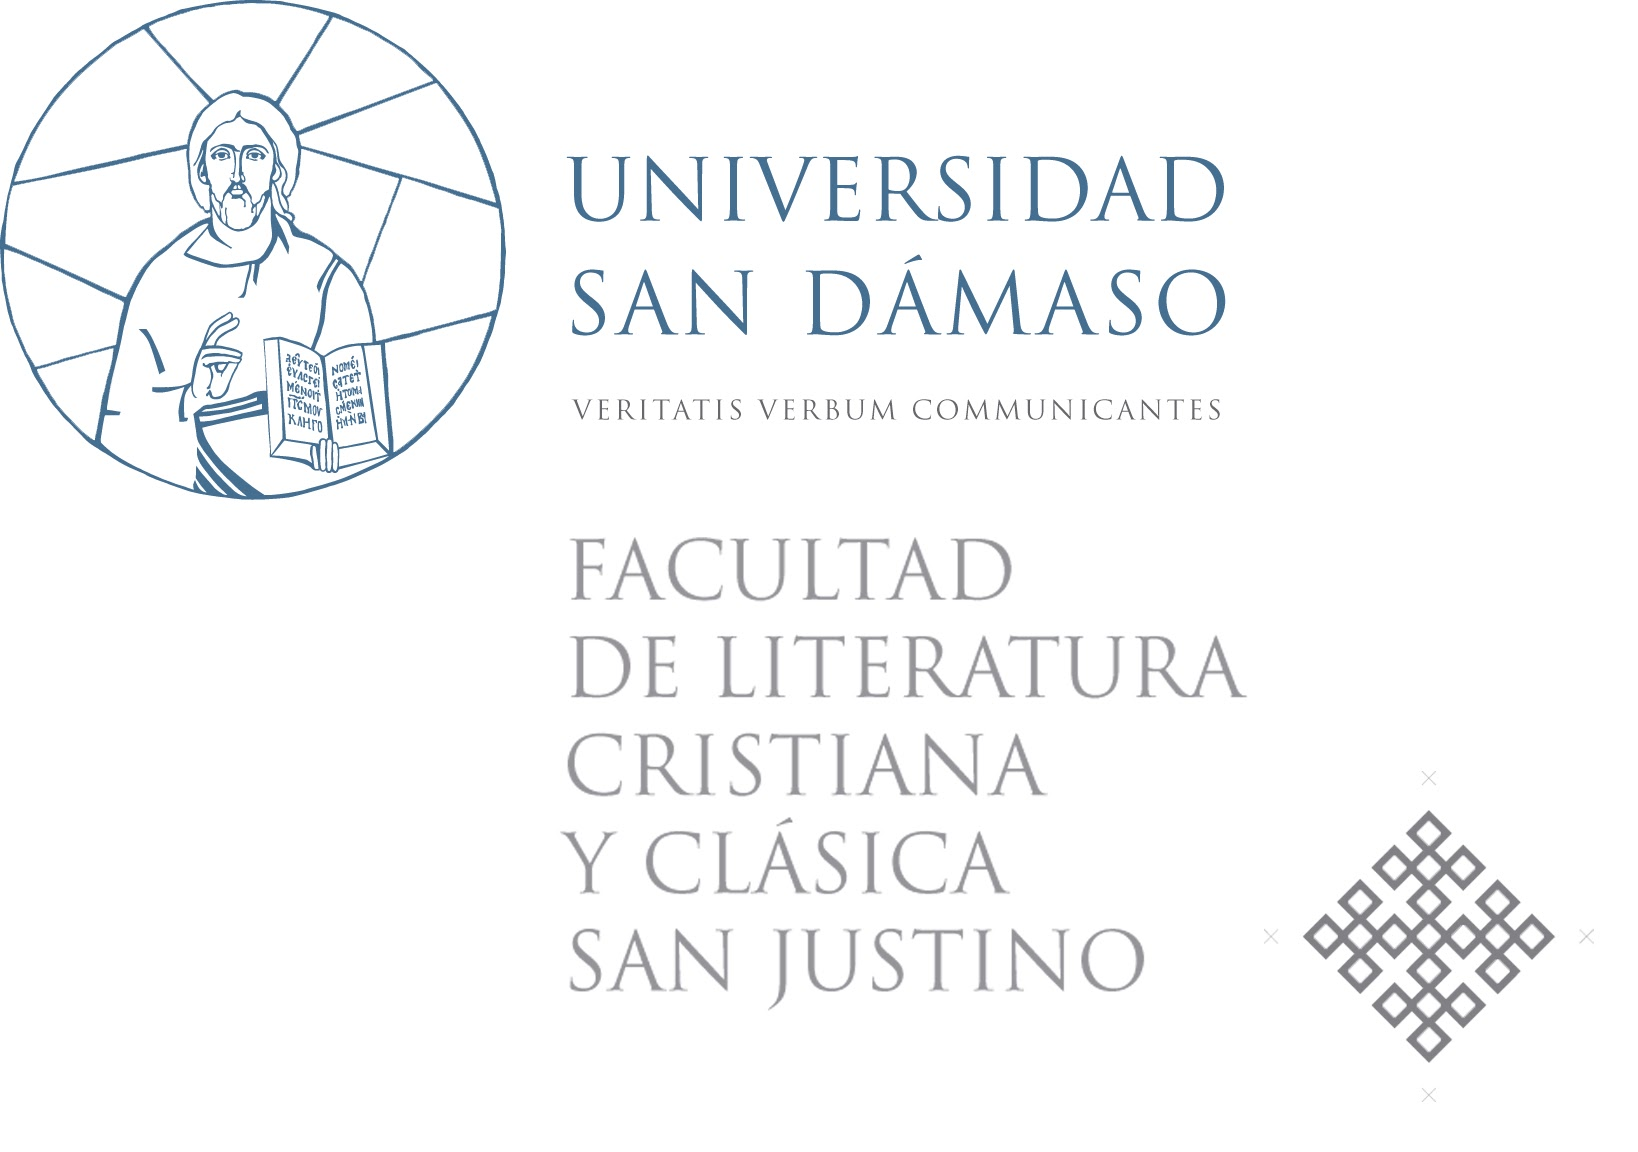 UNIVERSIDAD
SAN DÁMASO
VERITATIS VERBUM COMMUNICANTES
FACULTAD
DE LITERATURA
CRISTIANA
Y CLÁSICA
SAN JUSTINO